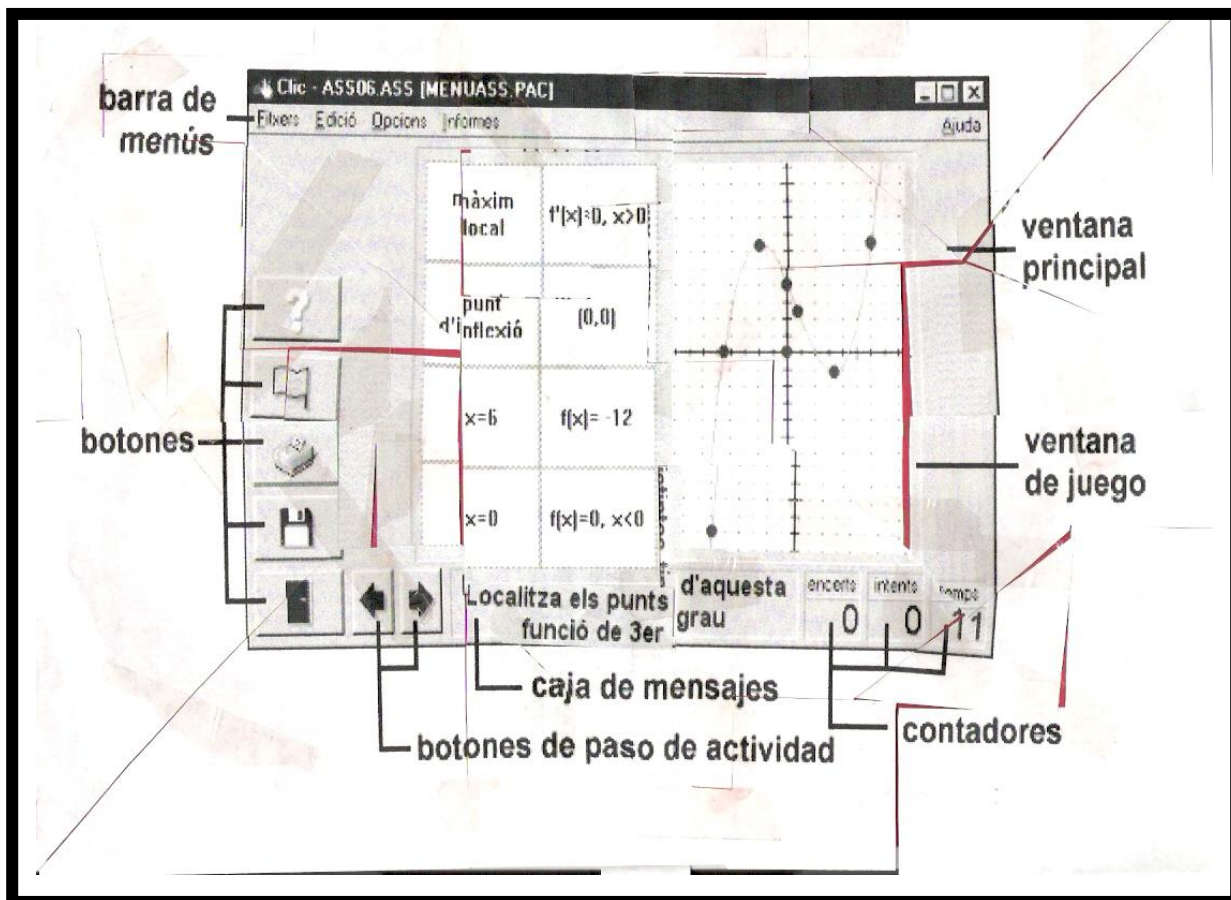 Clic - ASS06.ASS [MENUASS.PAC]
Fitxers Edició Opcions Informes Ajuda
barra de
menús
màxim
local
f'(x)=0, x>0
punt
d'inflexió
(0,0)
x=6
f(x)= -12
x=0
f(x)=0, x<0
ventana
principal
botones
ventana
de juego
Localitza els punts d'aquesta
funció de 3er grau
encerts intents temps
0 0 11
caja de mensajes
botones de paso de actividad
contadores